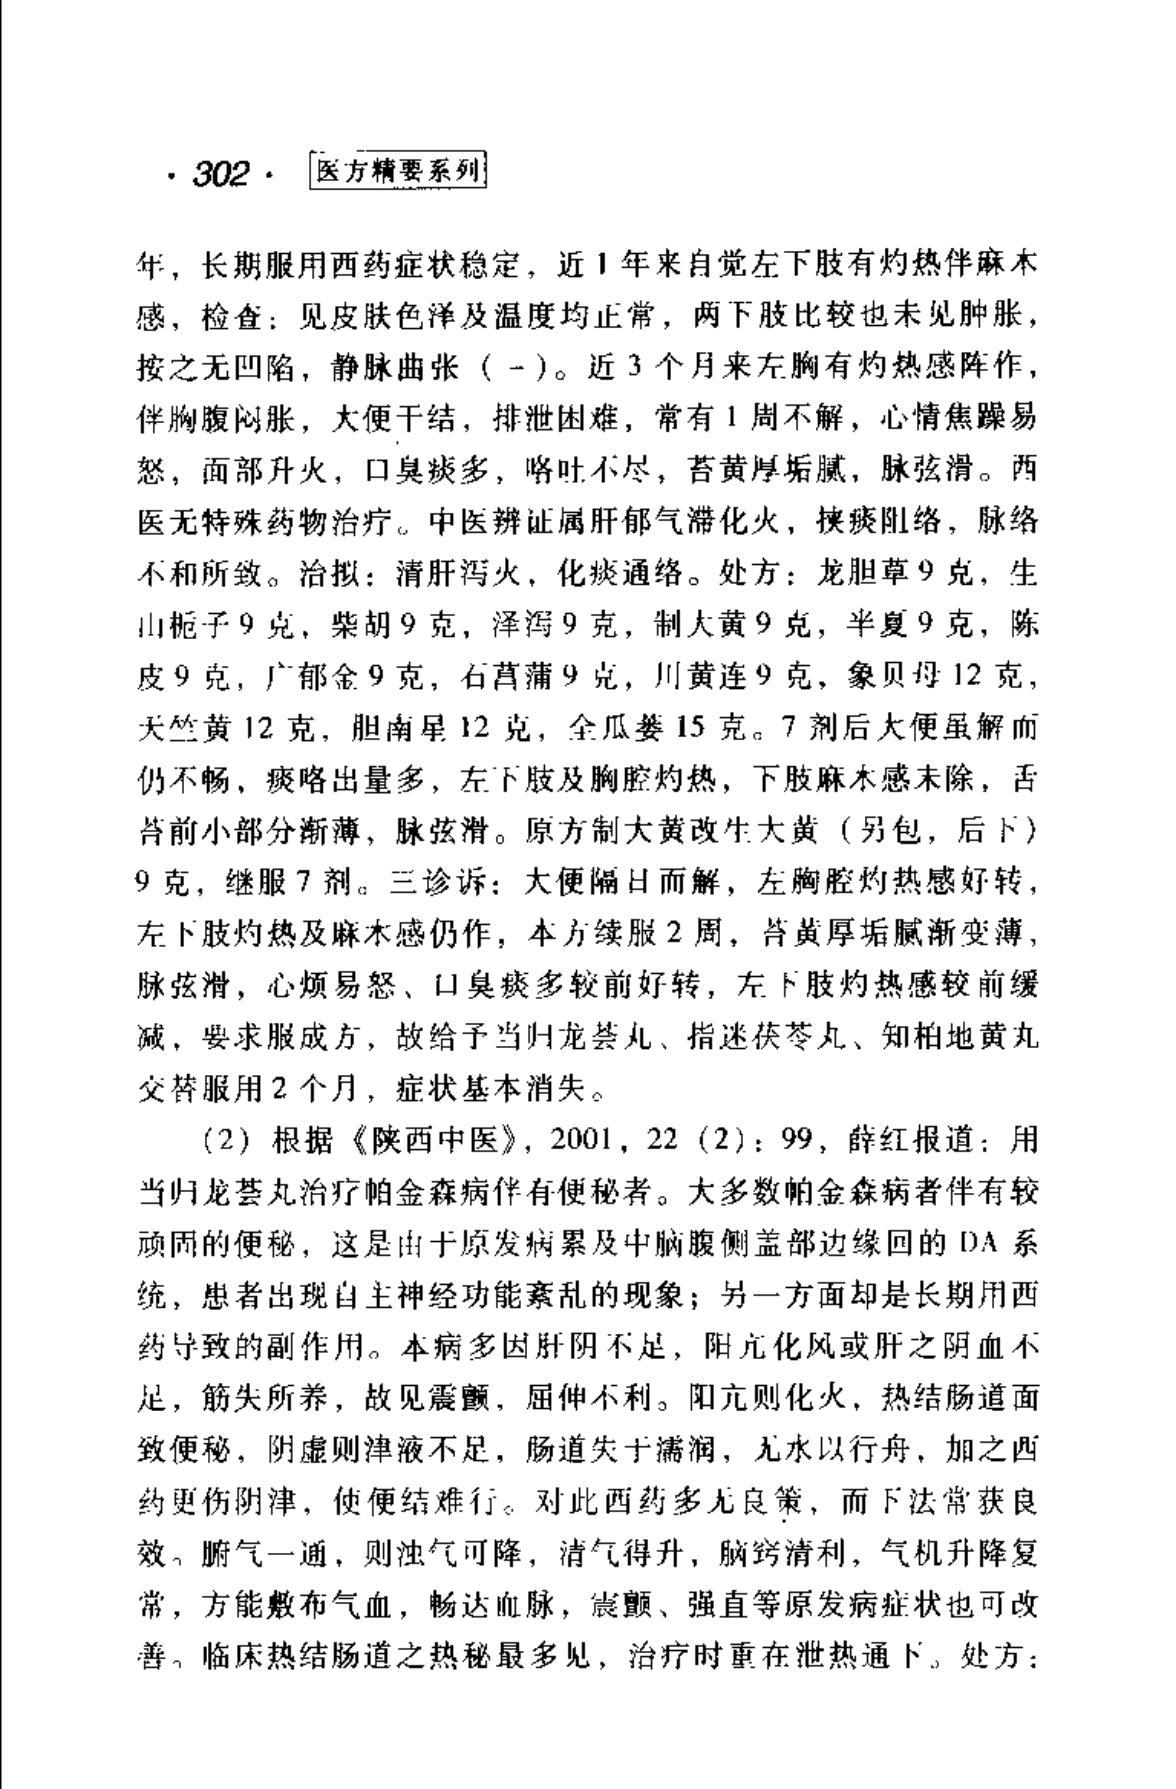 ·302· 医方精要系列
年，长期服用西药症状稳定，近1年来自觉左下肢有灼热伴麻木
感，检查：见皮肤色泽及温度均正常，两下肢比较也未见肿胀，
按之无凹陷，静脉曲张（-）。近3个月来左胸有灼热感阵作，
伴胸腹闷胀，大便干结，排泄困难，常有1周不解，心情焦躁易
怒，面部升火，口臭痰多，咯吐不尽，苔黄厚垢腻，脉弦滑。西
医无特殊药物治疗。中医辨证属肝郁气滞化火，挟痰阻络，脉络
不和所致。治拟：清肝泻火，化痰通络。处方：龙胆草9克，生
山栀子9克，柴胡9克，泽泻9克，制大黄9克，半夏9克，陈
皮9克，广郁金9克，石菖蒲9克，川黄连9克，象贝母12克，
天竺黄12克，胆南星12克，全瓜蒌15克。7剂后大便虽解而
仍不畅，痰咯出量多，左下肢及胸腔灼热，下肢麻木感未除，舌
苔前小部分渐薄，脉弦滑。原方制大黄改生大黄（另包，后下）
9克，继服7剂。三诊诉：大便隔日而解，左胸腔灼热感好转，
左下肢灼热及麻木感仍作，本方续服2周，苔黄厚垢腻渐变薄，
脉弦滑，心烦易怒、口臭痰多较前好转，左下肢灼热感较前缓
减，要求服成方，故给予当归龙荟丸、指迷茯苓丸、知柏地黄丸
交替服用2个月，症状基本消失。
（2）根据《陕西中医》，2001，22（2）：99，薛红报道：用
当归龙荟丸治疗帕金森病伴有便秘者。大多数帕金森病者伴有较
顽固的便秘，这是由于原发病累及中脑腹侧盖部边缘回的DA系
统，患者出现自主神经功能紊乱的现象；另一方面却是长期用西
药导致的副作用。本病多因肝阴不足，阳亢化风或肝之阴血不
足，筋失所养，故见震颤，屈伸不利。阳亢则化火，热结肠道面
致便秘，阴虚则津液不足，肠道失于濡润，无水以行舟，加之西
药更伤阴津，使便结难行。对此西药多无良策，而下法常获良
效。腑气一通，则浊气可降，清气得升，脑窍清利，气机升降复
常，方能敷布气血，畅达血脉，震颤、强直等原发病症状也可改
善。临床热结肠道之热秘最多见，治疗时重在泄热通下。处方：